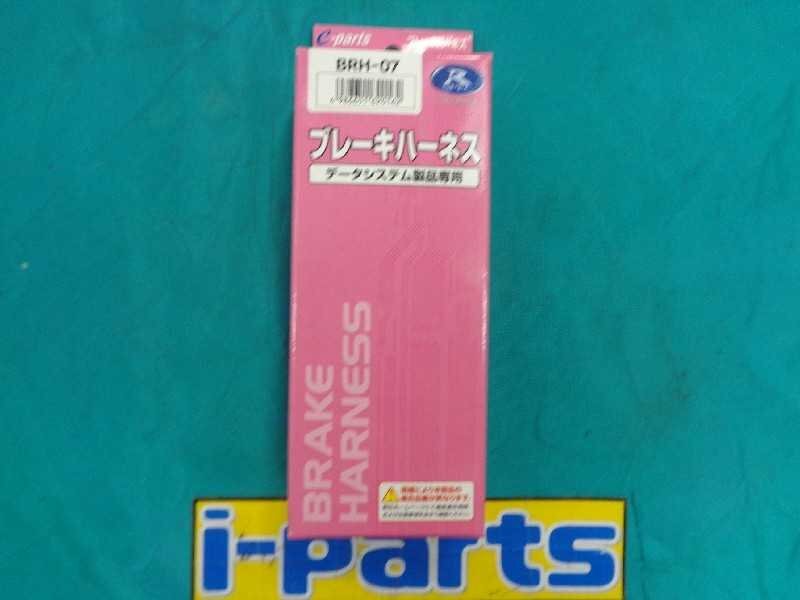 e-parts
BRH-07
ブレーキハーネス
データシステム製品専用
BRAKE
HARNESS
i-parts